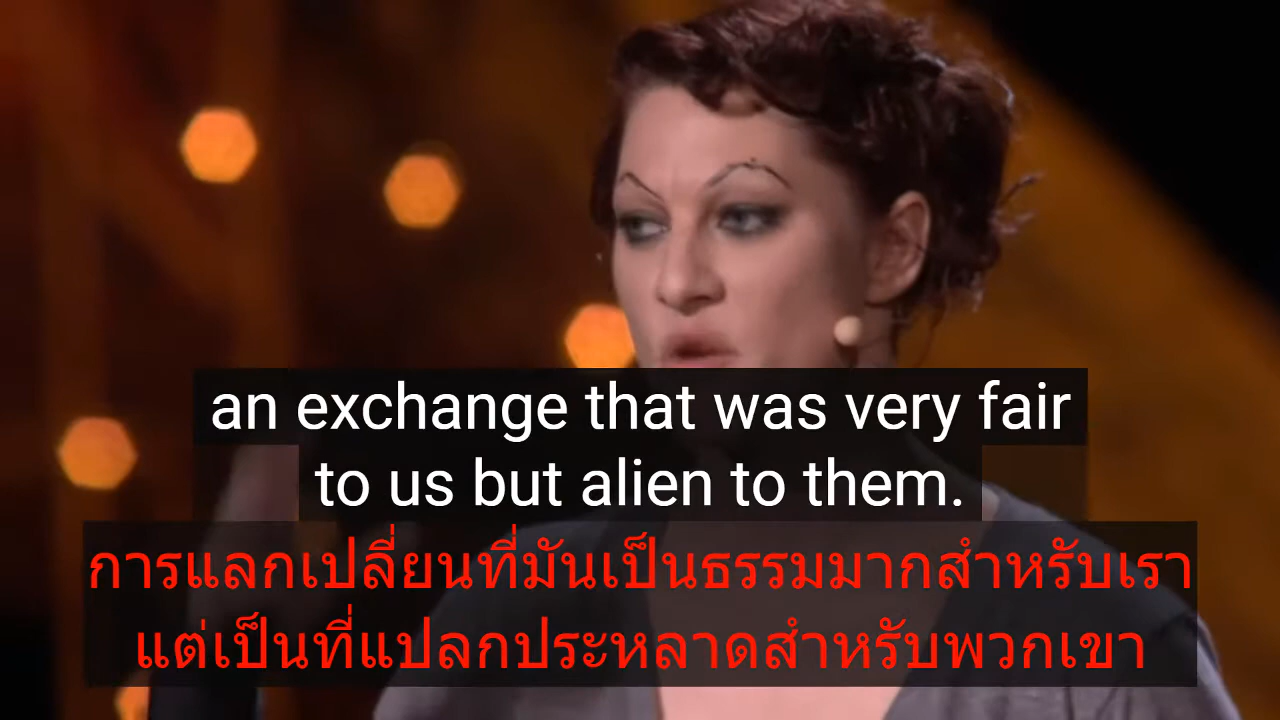 an exchange that was very fair
to us but alien to them.
การแลกเปลี่ยนที่มันเป็นธรรมมากสำหรับเรา
แต่เป็นที่แปลกประหลาดสำหรับพวกเขา